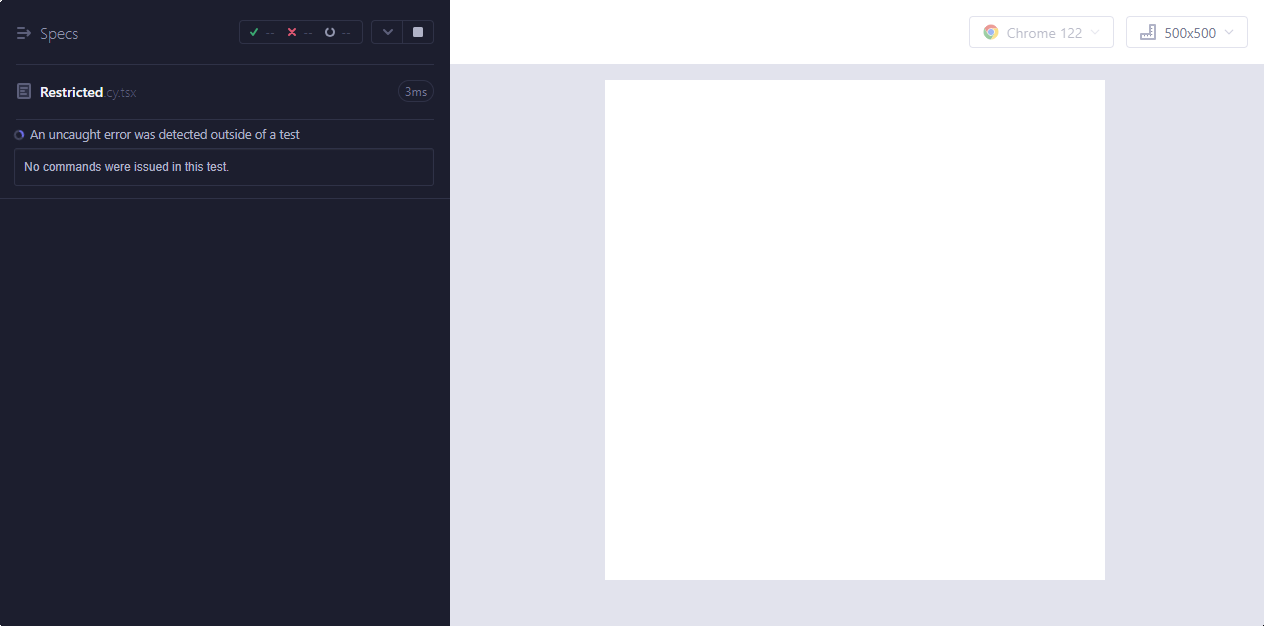 Specs
-- -- --
Chrome 122
500x500
Restricted.cy.tsx
3ms
An uncaught error was detected outside of a test
No commands were issued in this test.